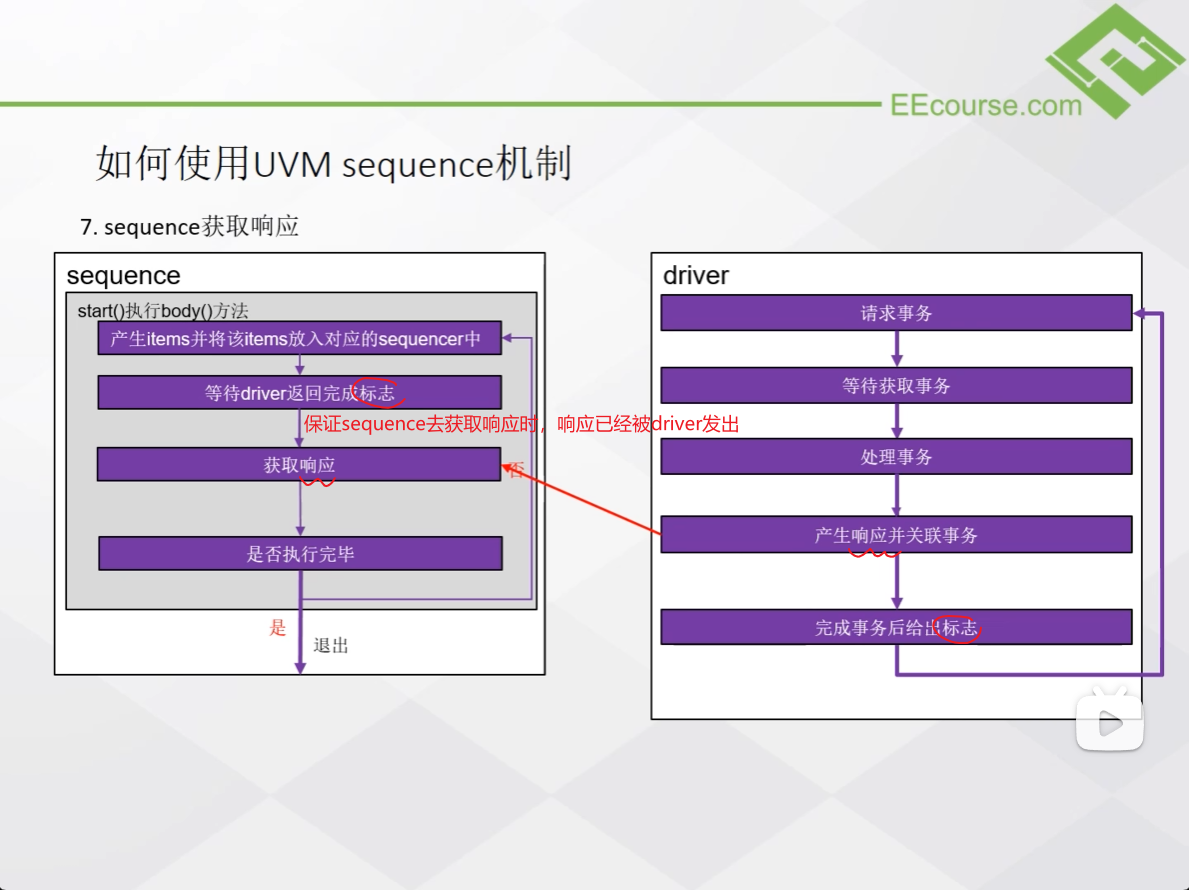 EEcourse.com
如何使用UVM sequence机制
7. sequence获取响应
sequence
start()执行body()方法
产生items并将该items放入对应的sequencer中
等待driver返回完成标志
保证sequence去获取响应时，响应已经被driver发出
获取响应
否
是否执行完毕
是
退出
driver
请求事务
等待获取事务
处理事务
产生响应并关联事务
完成事务后给出标志